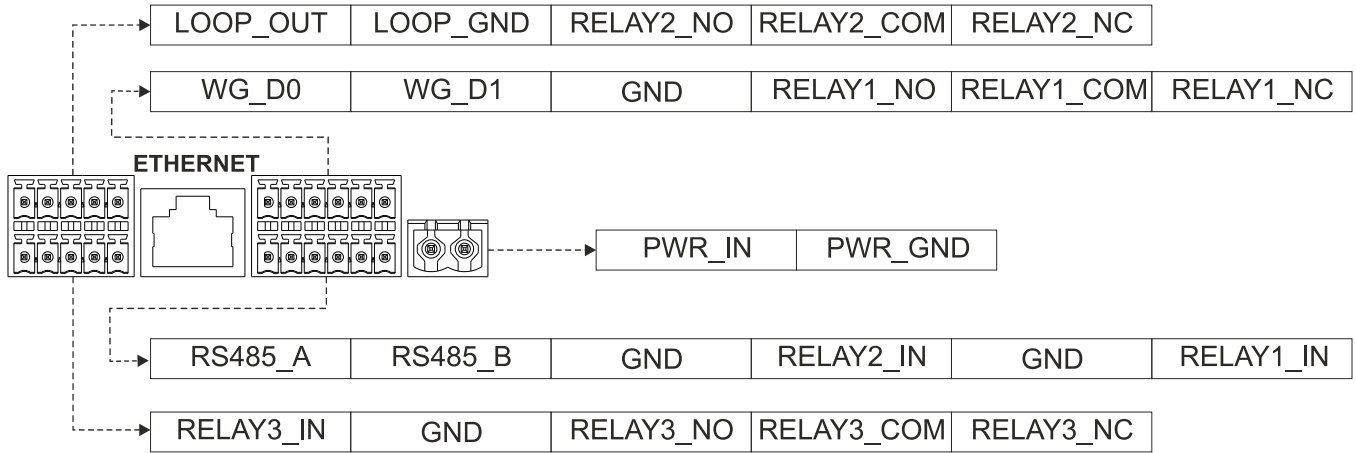 LOOP_OUT LOOP_GND RELAY2_NO RELAY2_COM RELAY2_NC
WG_D0 WG_D1 GND RELAY1_NO RELAY1_COM RELAY1_NC
ETHERNET
PWR_IN PWR_GND
RS485_A RS485_B GND RELAY2_IN GND RELAY1_IN
RELAY3_IN GND RELAY3_NO RELAY3_COM RELAY3_NC